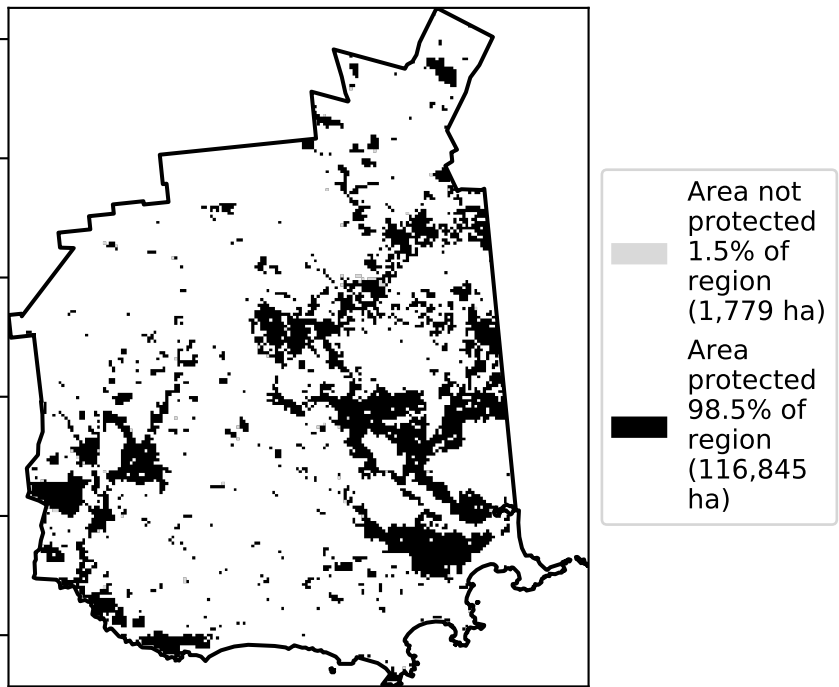 Area not
protected
1.5% of
region
(1,779 ha)
Area
protected
98.5% of
region
(116,845
ha)